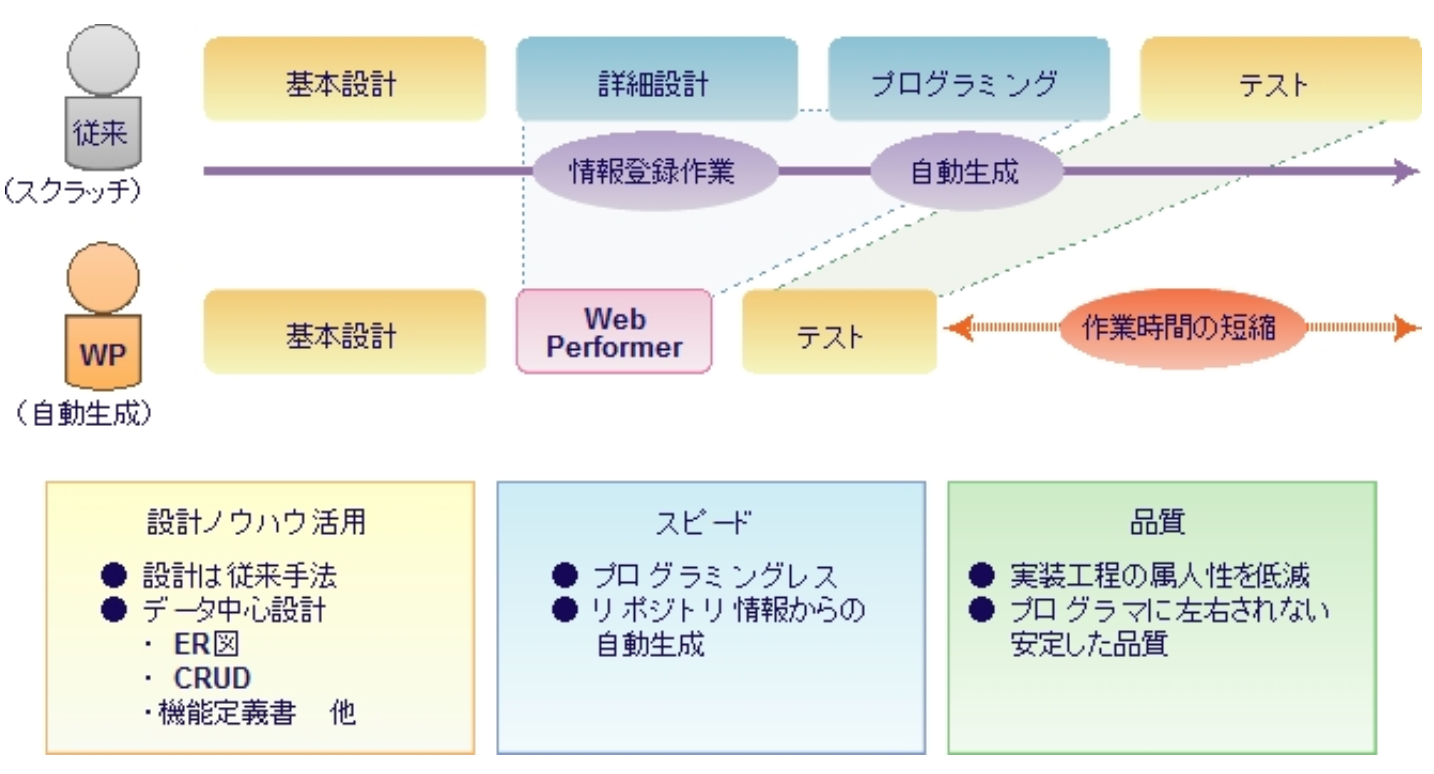 基本設計
詳細設計
プログラミング
テスト
従来
(スクラッチ)
情報登録作業
自動生成
WP
(自動生成)
基本設計
Web
Performer
テスト
作業時間の短縮
設計ノウハウ活用
● 設計は従来手法
● データ中心設計
・ ER図
・ CRUD
・機能定義書 他
スピード
● プログラミングレス
● リポジトリ情報からの
自動生成
品質
● 実装工程の属人性を低減
● プログラマに左右されない
安定した品質